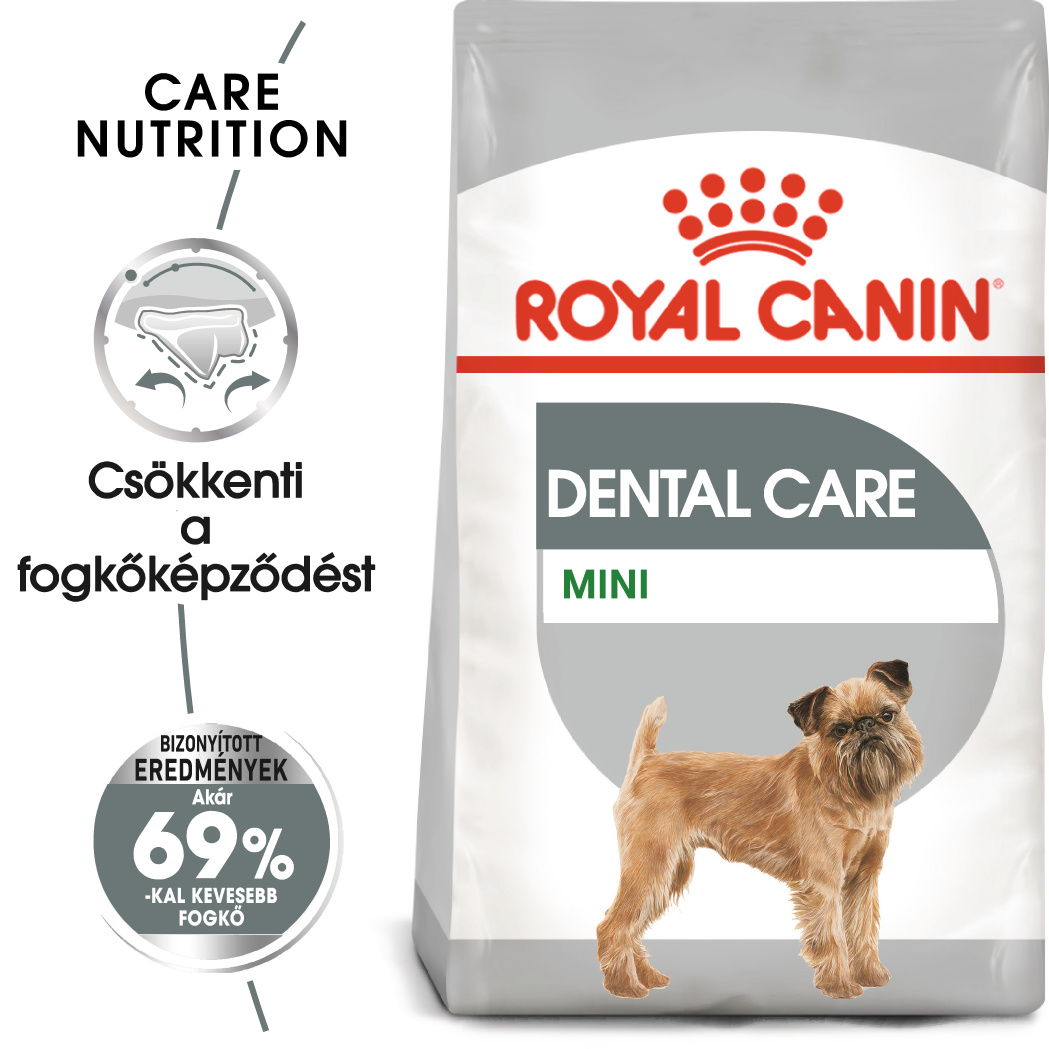 CARE
NUTRITION
Csökkenti
a
fogkőképződést
BIZONYÍTOTT
EREDMÉNYEK
Akár
69%
-KAL KEVESEBB
FOGKŐ
ROYAL CANIN®
DENTAL CARE
MINI